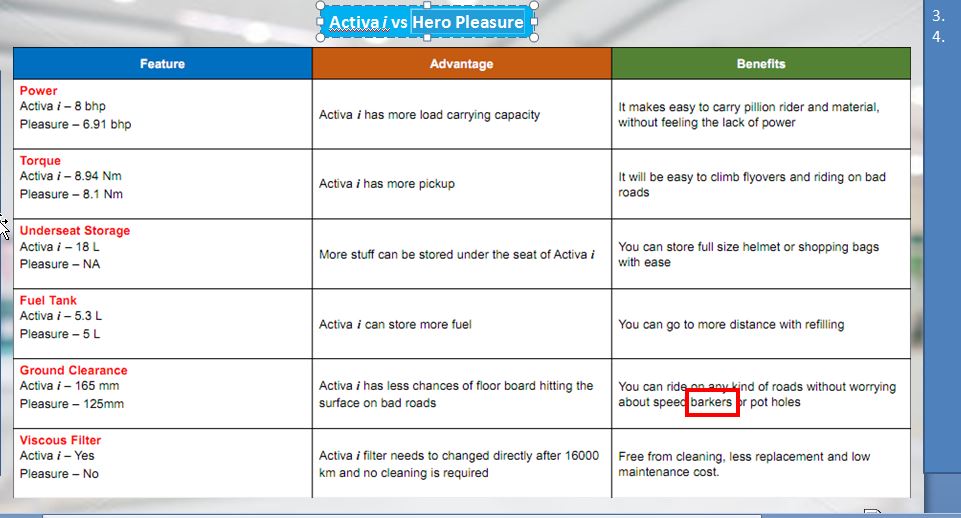 Activa i vs Hero Pleasure
3.
4.
Feature
Advantage
Benefits
Power
Activa i – 8 bhp
Pleasure – 6.91 bhp
Activa i has more load carrying capacity
It makes easy to carry pillion rider and material,
without feeling the lack of power
Torque
Activa i – 8.94 Nm
Pleasure – 8.1 Nm
Activa i has more pickup
It will be easy to climb flyovers and riding on bad
roads
Underseat Storage
Activa i – 18 L
Pleasure – NA
More stuff can be stored under the seat of Activa i
You can store full size helmet or shopping bags
with ease
Fuel Tank
Activa i – 5.3 L
Pleasure – 5 L
Activa i can store more fuel
You can go to more distance with refilling
Ground Clearance
Activa i – 165 mm
Pleasure – 125mm
Activa i has less chances of floor board hitting the
surface on bad roads
You can ride on any kind of roads without worrying
about speed barkers or pot holes
Viscous Filter
Activa i – Yes
Pleasure – No
Activa i filter needs to changed directly after 16000
km and no cleaning is required
Free from cleaning, less replacement and low
maintenance cost.